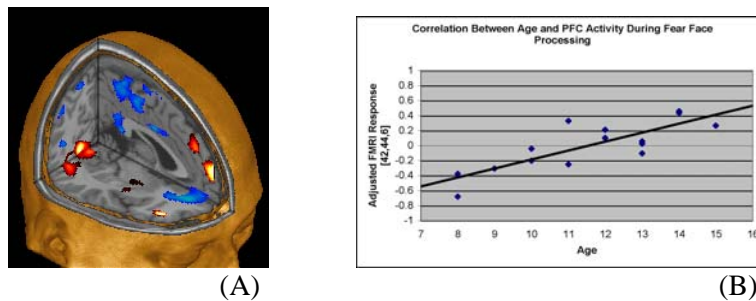 Correlation Between Age and PFC Activity During Fear Face
Processing
Adjusted FMRI Response
[42,44,6]
1
0.8
0.6
0.4
0.2
0
-0.2
-0.4
-0.6
-0.8
-1
7 8 9 10 11 12 13 14 15 16
Age
(A) (B)